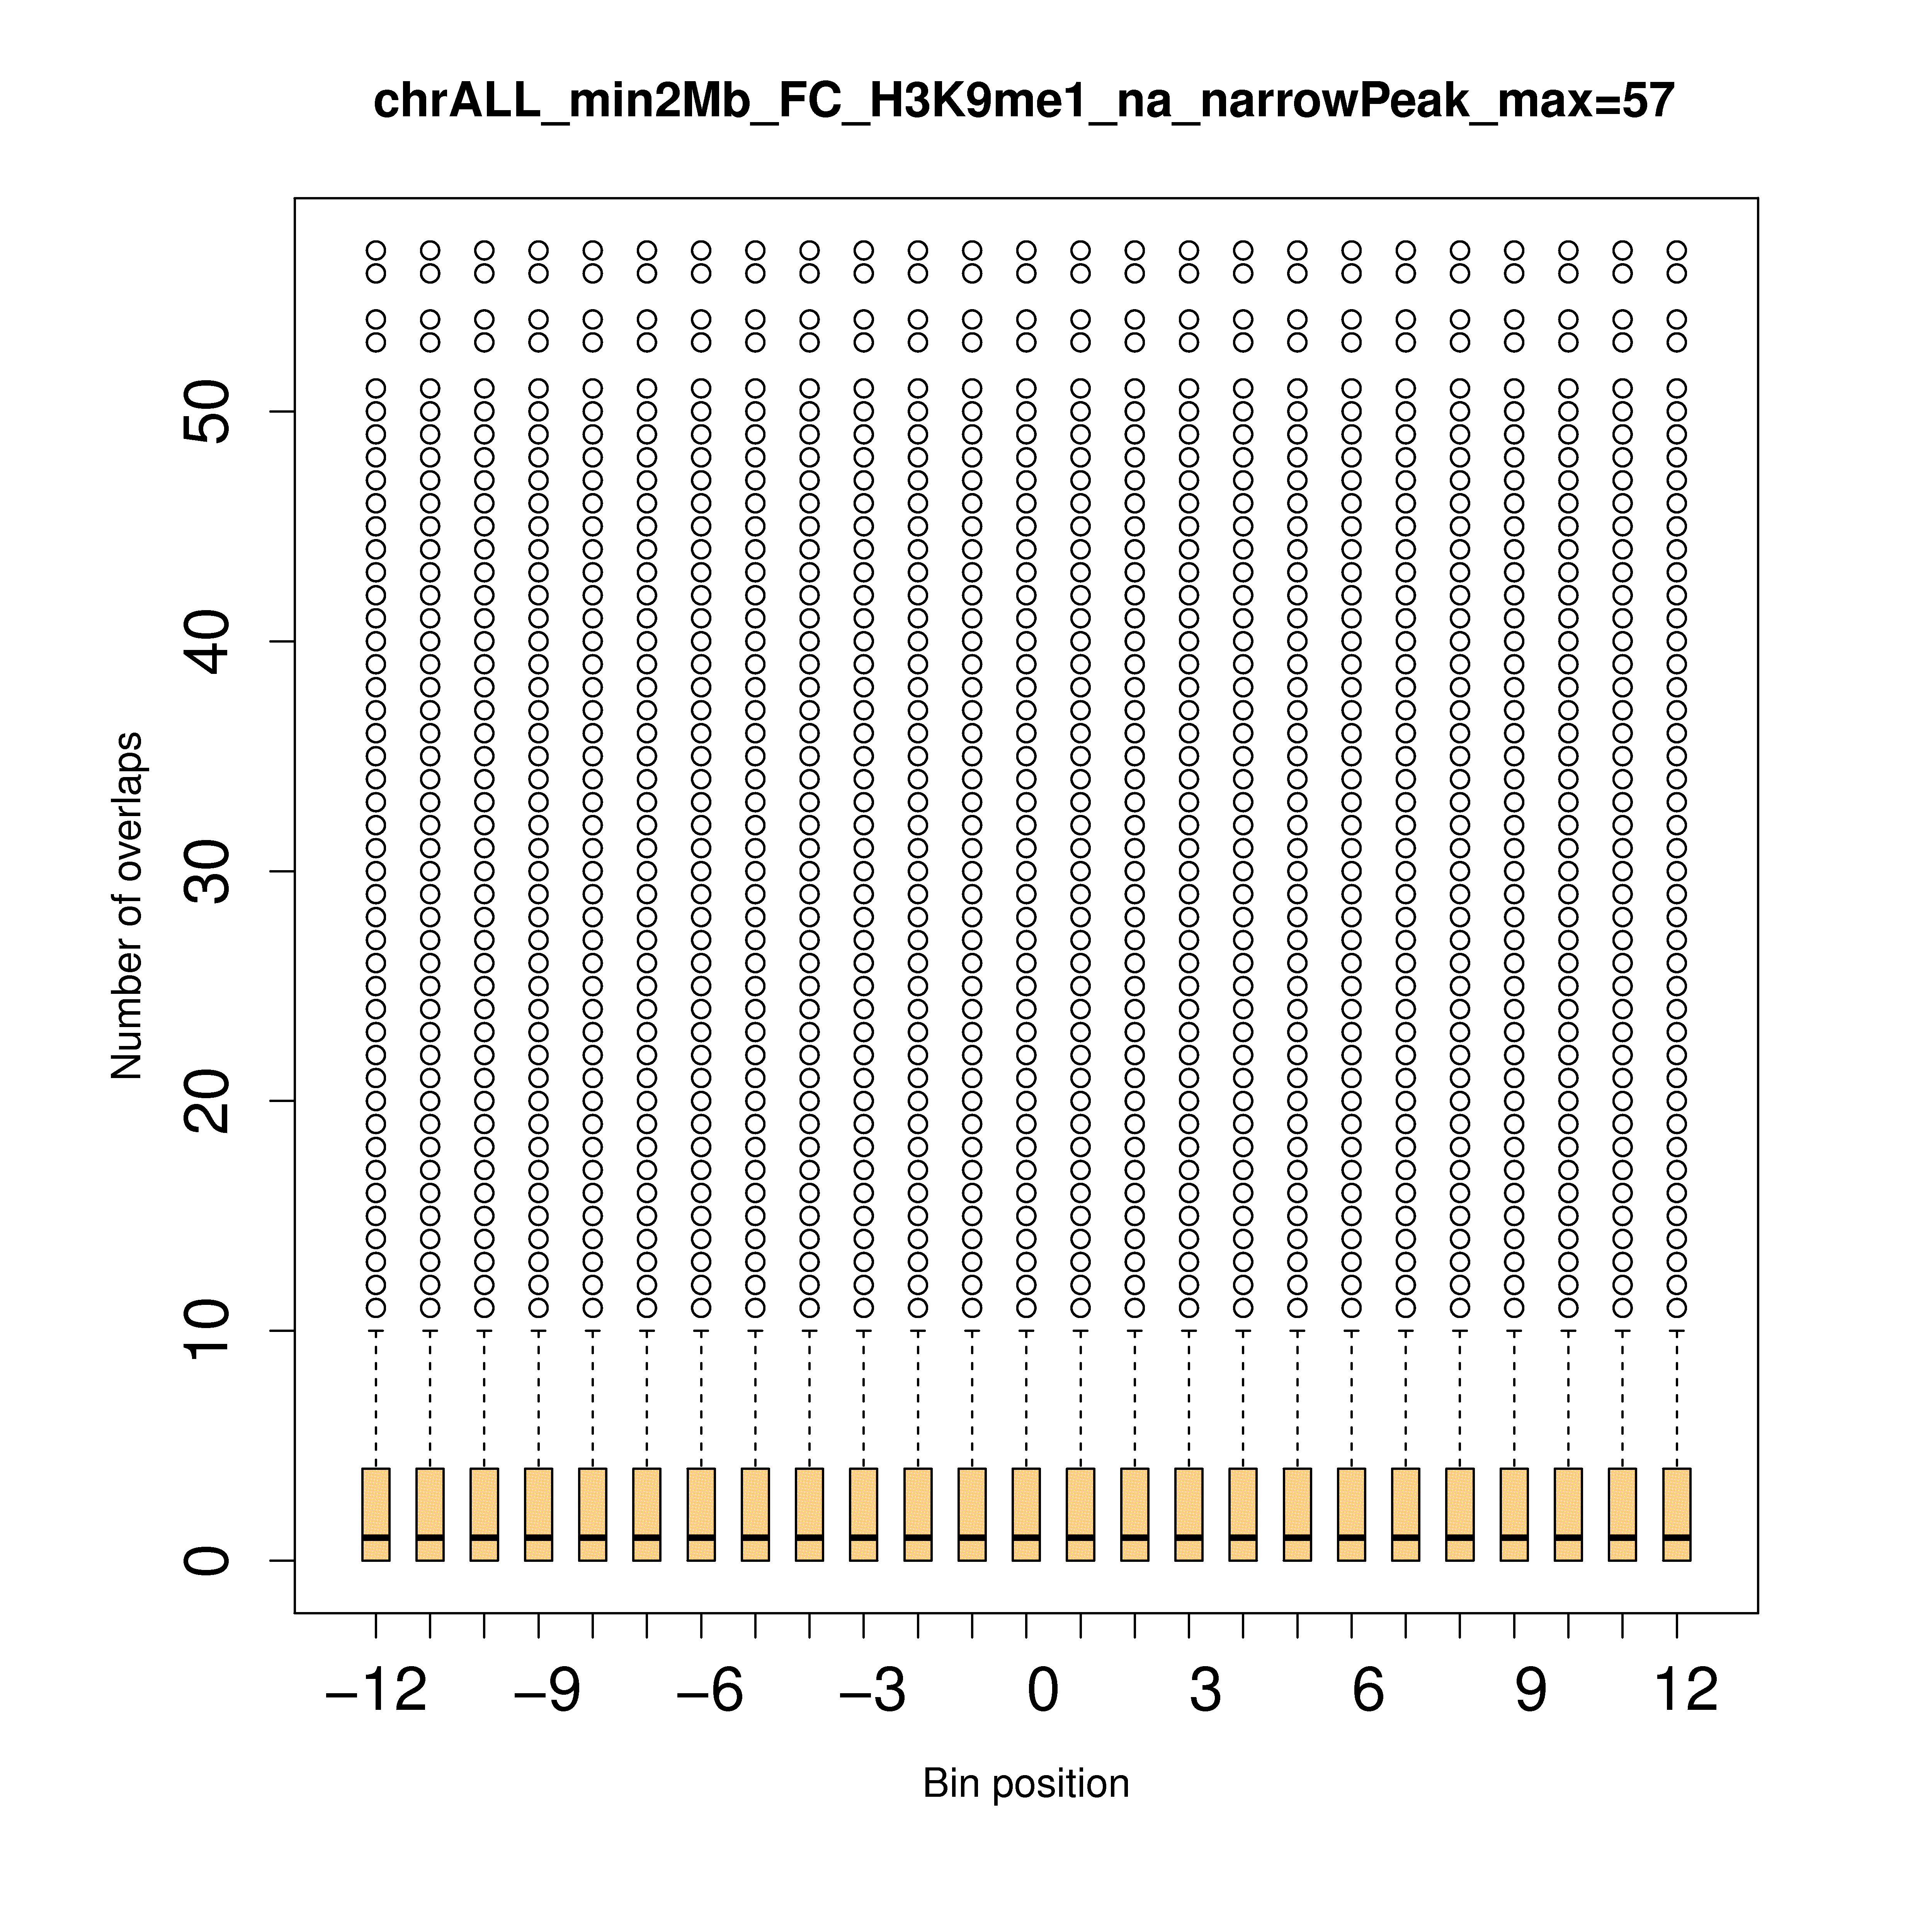 chrALL_min2Mb_FC_H3K9me1_na_narrowPeak_max=57
Number of overlaps
50
40
30
20
10
0
−12 −9 −6 −3 0 3 6 9 12
Bin position